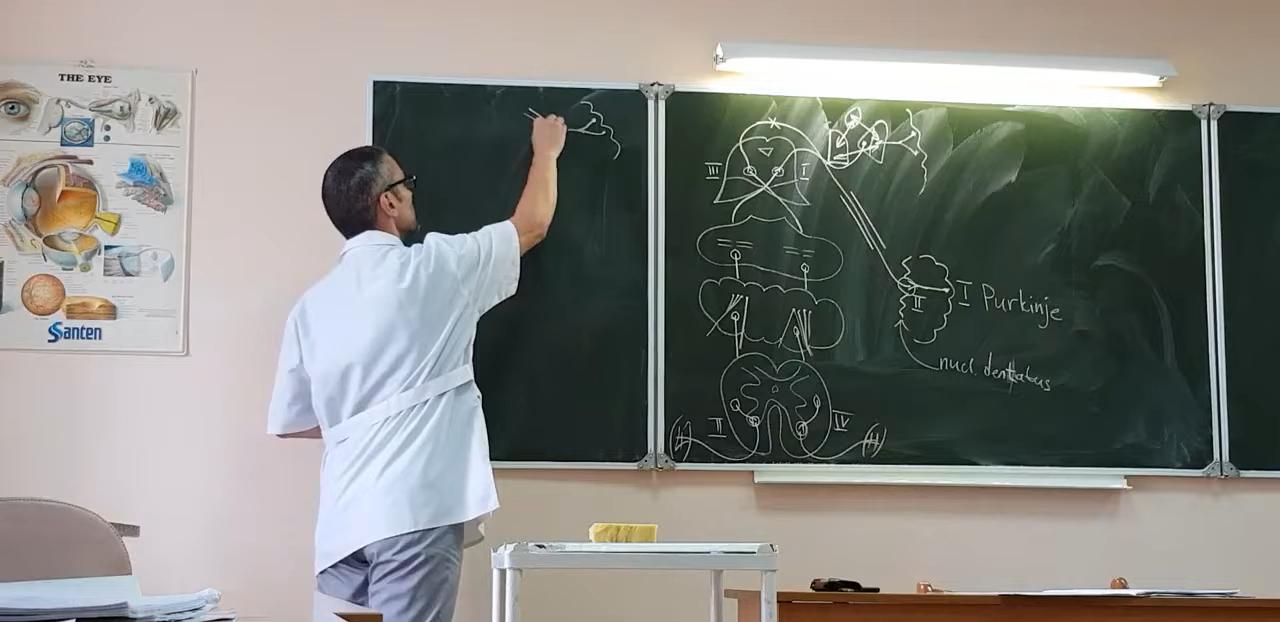 THE EYE
Santen
III
I
I Purkinje
II
nucl. dentatus
II
IV